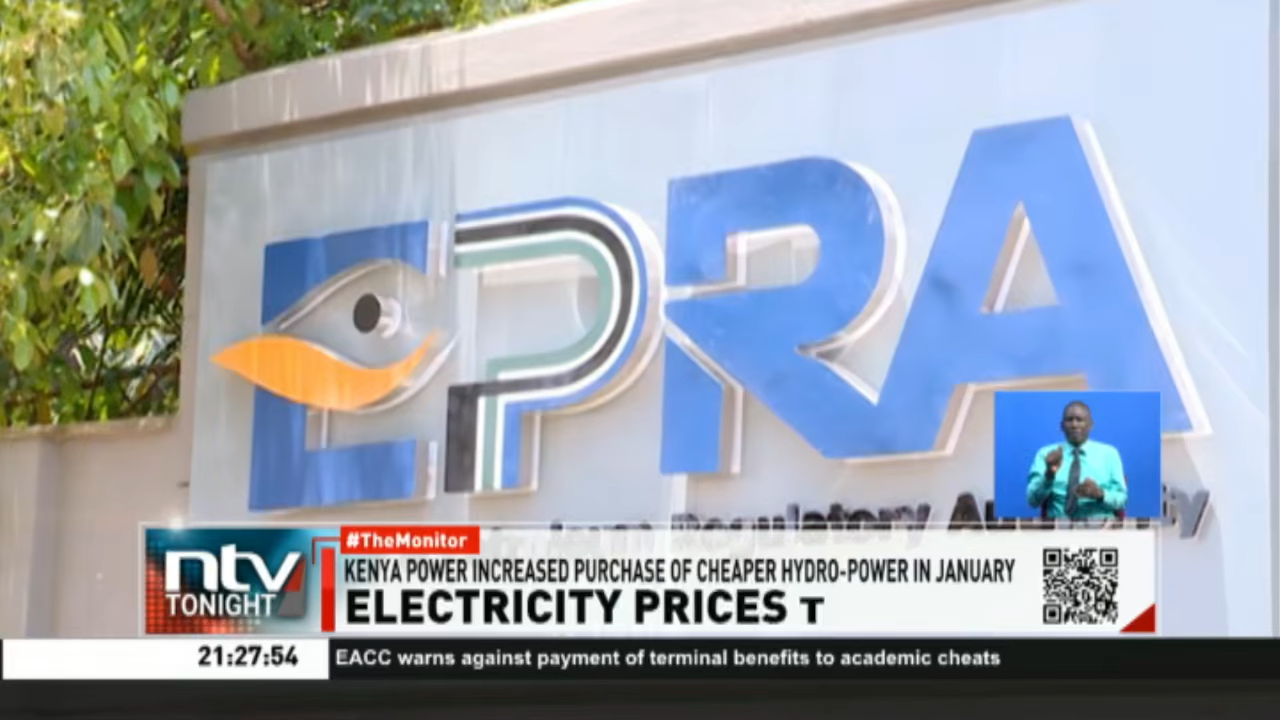 EPRA
Regulatory
#TheMonitor
ntv
TONIGHT
KENYA POWER INCREASED PURCHASE OF CHEAPER HYDRO-POWER IN JANUARY
ELECTRICITY PRICES T
21:27:54
EACC warns against payment of terminal benefits to academic cheats